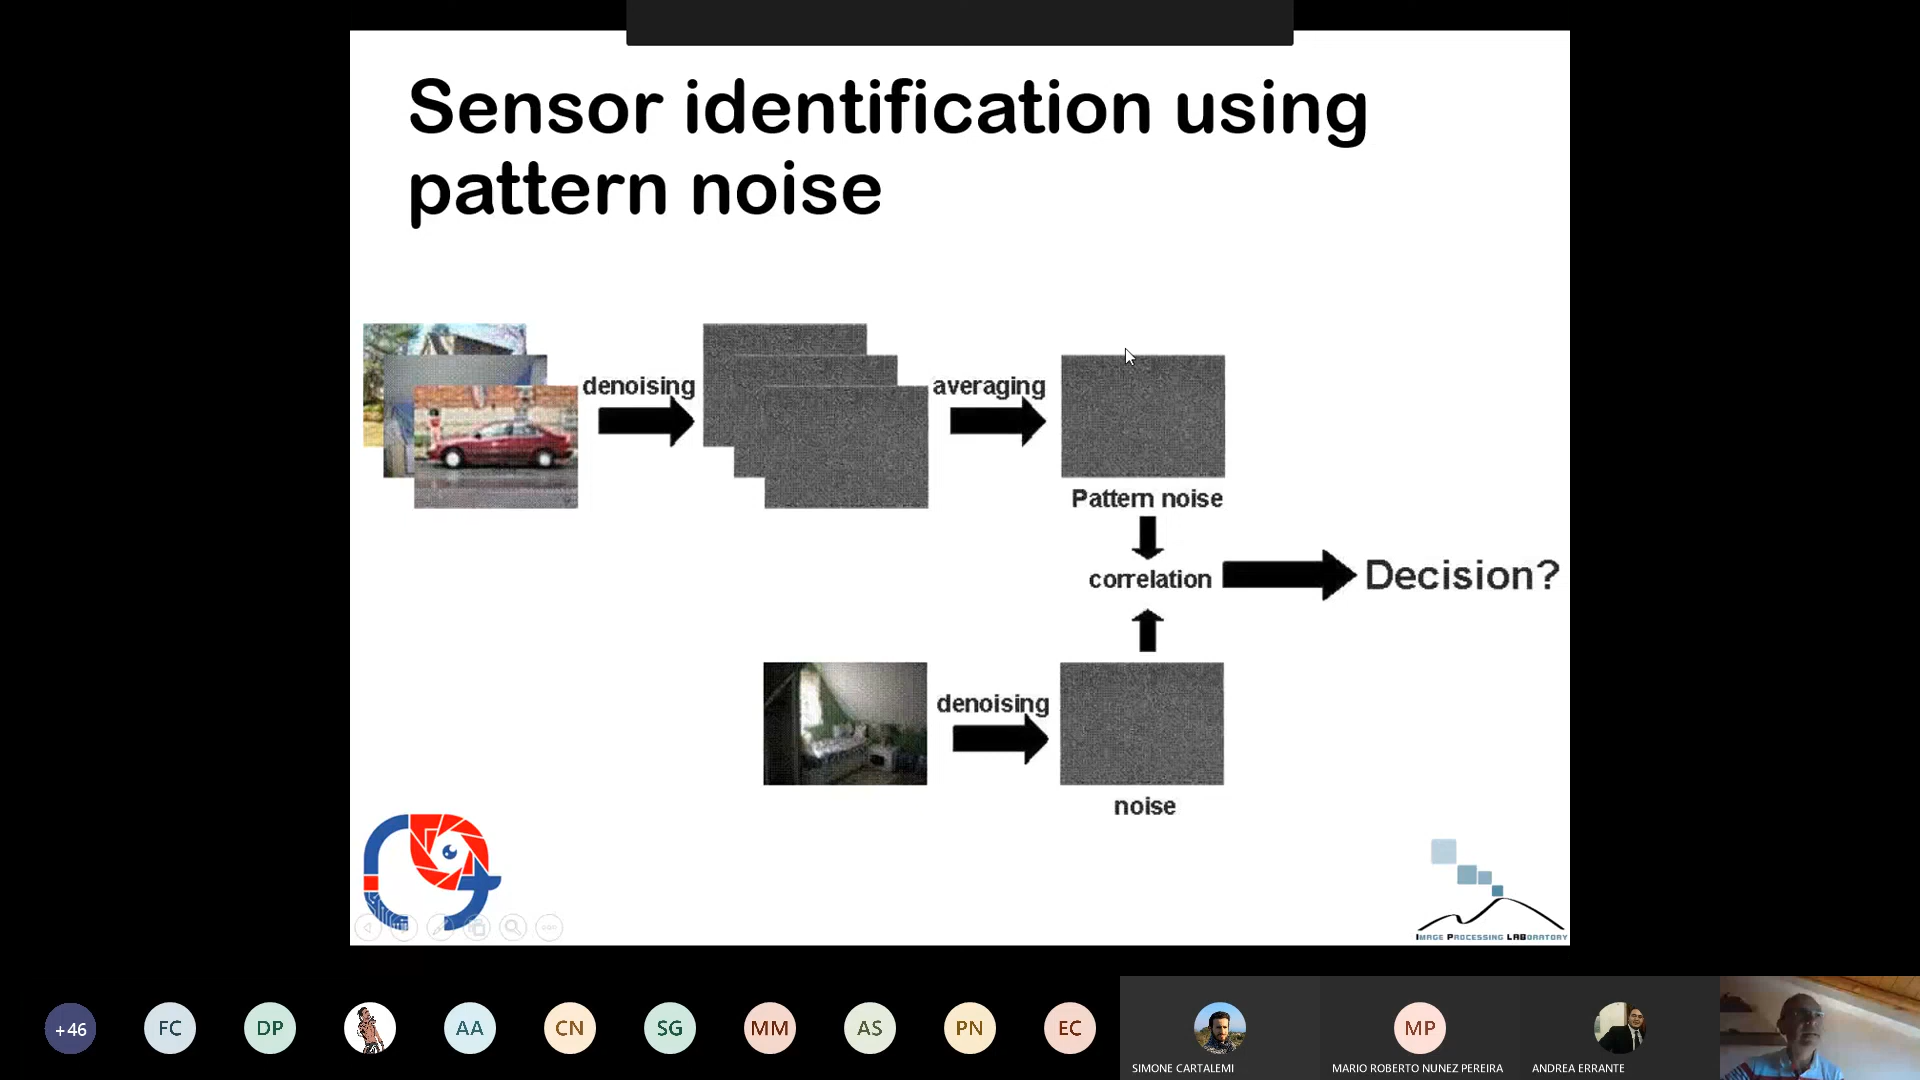 Sensor identification using
pattern noise
denoising
averaging
Pattern noise
correlation
Decision?
denoising
noise
IMAGE PROCESSING LABORATORY
+46
FC
DP
AA
CN
SG
MM
AS
PN
EC
MP
SIMONE CARTALEMI
MARIO ROBERTO NUNEZ PEREIRA
ANDREA ERRANTE